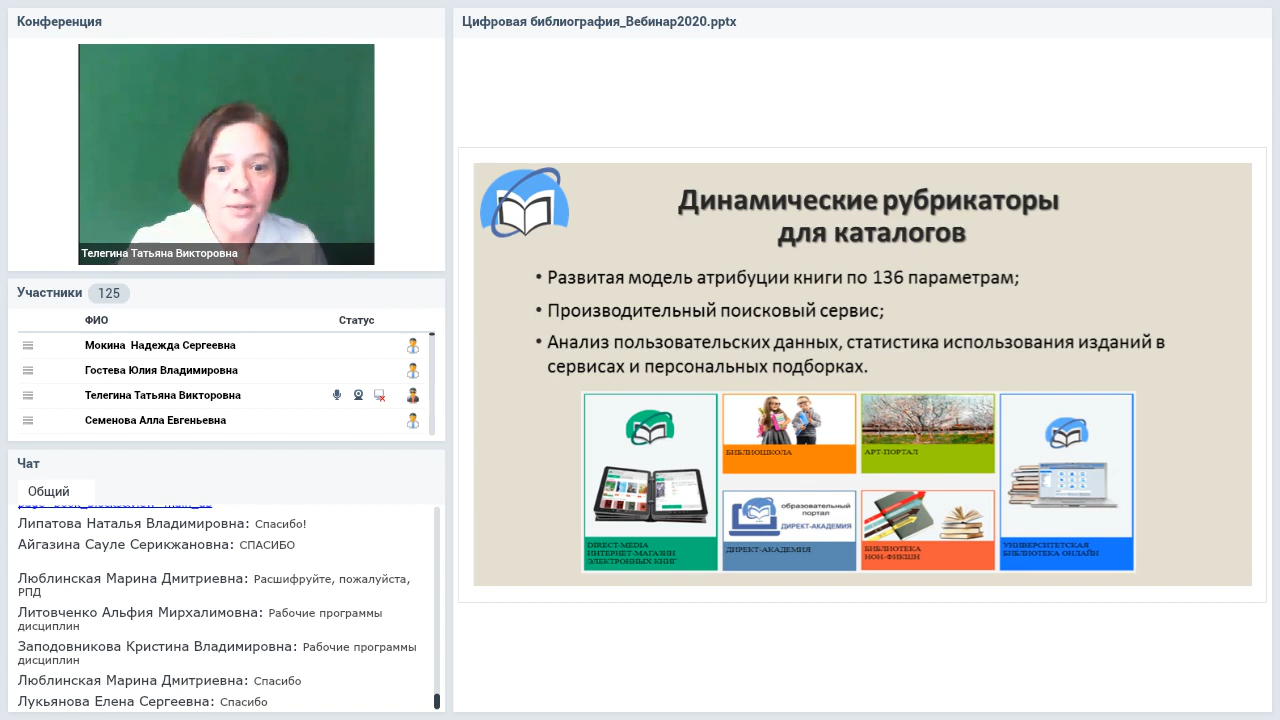 Конференция
Телегина Татьяна Викторовна
Участники 125
ФИО Статус
Мокина Надежда Сергеевна
Гостева Юлия Владимировна
Телегина Татьяна Викторовна
Семенова Алла Евгеньевна
Чат
Общий
Липатова Наталья Владимировна: Спасибо!
Айгазина Сауле Серикжановна: СПАСИБО
Люблинская Марина Дмитриевна: Расшифруйте, пожалуйста,
РПД
Литовченко Альфия Мирхалимовна: Рабочие программы
дисциплин
Заподовникова Кристина Владимировна: Рабочие программы
дисциплин
Люблинская Марина Дмитриевна: Спасибо
Лукьянова Елена Сергеевна: Спасибо
Цифровая библиография_Вебинар2020.pptx
Динамические рубрикаторы
для каталогов
• Развитая модель атрибуции книги по 136 параметрам;
• Производительный поисковый сервис;
• Анализ пользовательских данных, статистика использования изданий в
сервисах и персональных подборках.
DIRECT-MEDIA
ИНТЕРНЕТ-МАГАЗИН
ЭЛЕКТРОННЫХ КНИГ
БИБЛИОШКОЛА
АРТ-ПОРТАЛ
образовательный
портал
ДИРЕКТ-АКАДЕМИЯ
ДИРЕКТ-АКАДЕМИЯ
БИБЛИОТЕКА
НОН-ФИКШН
УНИВЕРСИТЕТСКАЯ
БИБЛИОТЕКА ОНЛАЙН